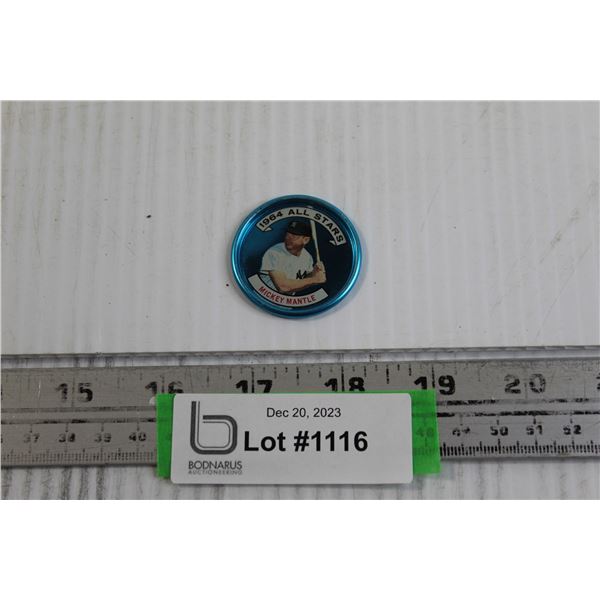 1964 ALL STARS
MICKEY MANTLE
15 16 17 18 19 20
37 38 39 40 48 49 50 51 52
Dec 20, 2023
Lot #1116
BODNARUS
AUCTIONEERING